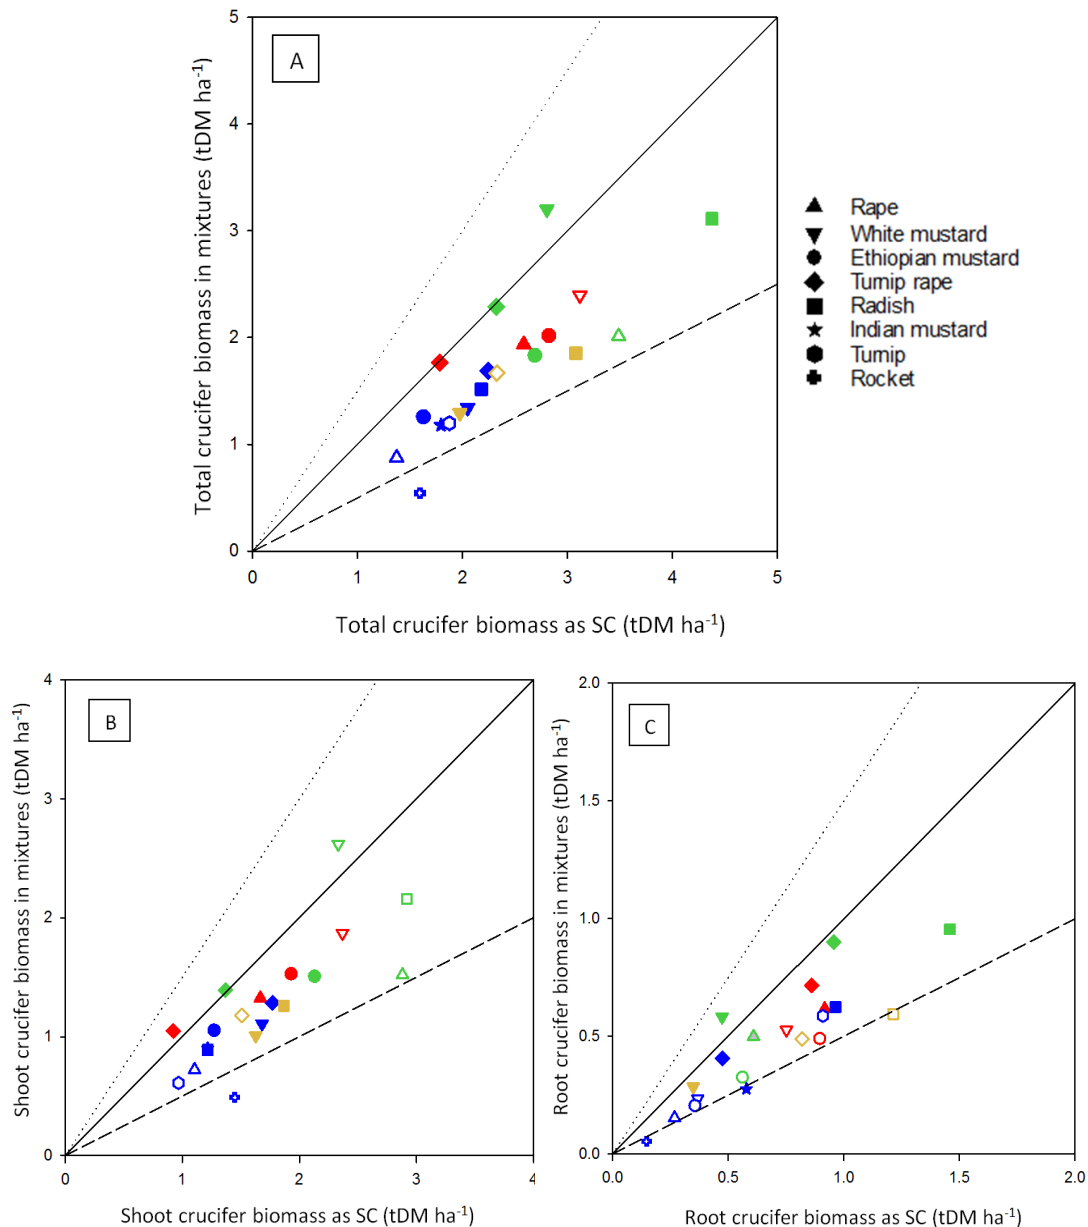 A
Total crucifer biomass in mixtures (tDM ha⁻¹)
5
4
3
2
1
0
0 1 2 3 4 5
Total crucifer biomass as SC (tDM ha⁻¹)
Rape
White mustard
Ethiopian mustard
Turnip rape
Radish
Indian mustard
Turnip
Rocket
B
Shoot crucifer biomass in mixtures (tDM ha⁻¹)
4
3
2
1
0
0 1 2 3 4
Shoot crucifer biomass as SC (tDM ha⁻¹)
C
Root crucifer biomass in mixtures (tDM ha⁻¹)
2.0
1.5
1.0
0.5
0.0
0.0 0.5 1.0 1.5 2.0
Root crucifer biomass as SC (tDM ha⁻¹)